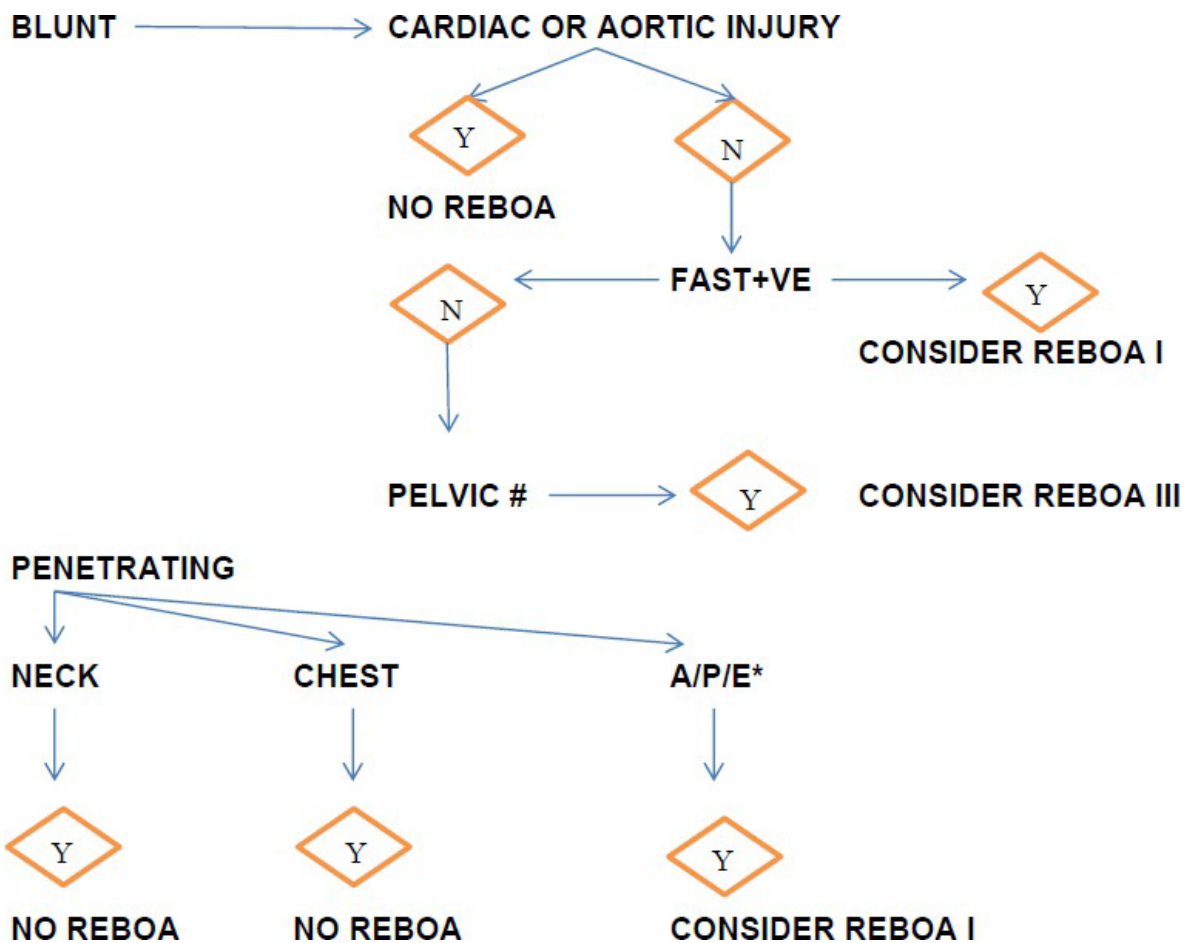 BLUNT CARDIAC OR AORTIC INJURY
Y N
NO REBOA
N FAST+VE Y
CONSIDER REBOA I
PELVIC # Y CONSIDER REBOA III
PENETRATING
NECK CHEST A/P/E*
Y Y Y
NO REBOA NO REBOA CONSIDER REBOA I